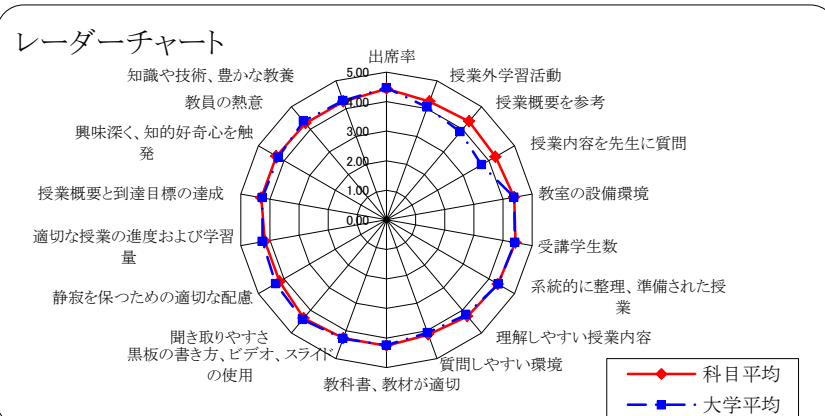 レーダーチャート
出席率
授業外学習活動
授業概要を参考
授業内容を先生に質問
教室の設備環境
受講学生数
系統的に整理、準備された授
業
理解しやすい授業内容
質問しやすい環境
教科書、教材が適切
黒板の書き方、ビデオ、スライド
の使用
聞き取りやすさ
静寂を保つための適切な配慮
適切な授業の進度および学習
量
授業概要と到達目標の達成
興味深く、知的好奇心を触
発
教員の熱意
知識や技術、豊かな教養
5.00
4.00
3.00
2.00
1.00
0.00
科目平均
大学平均